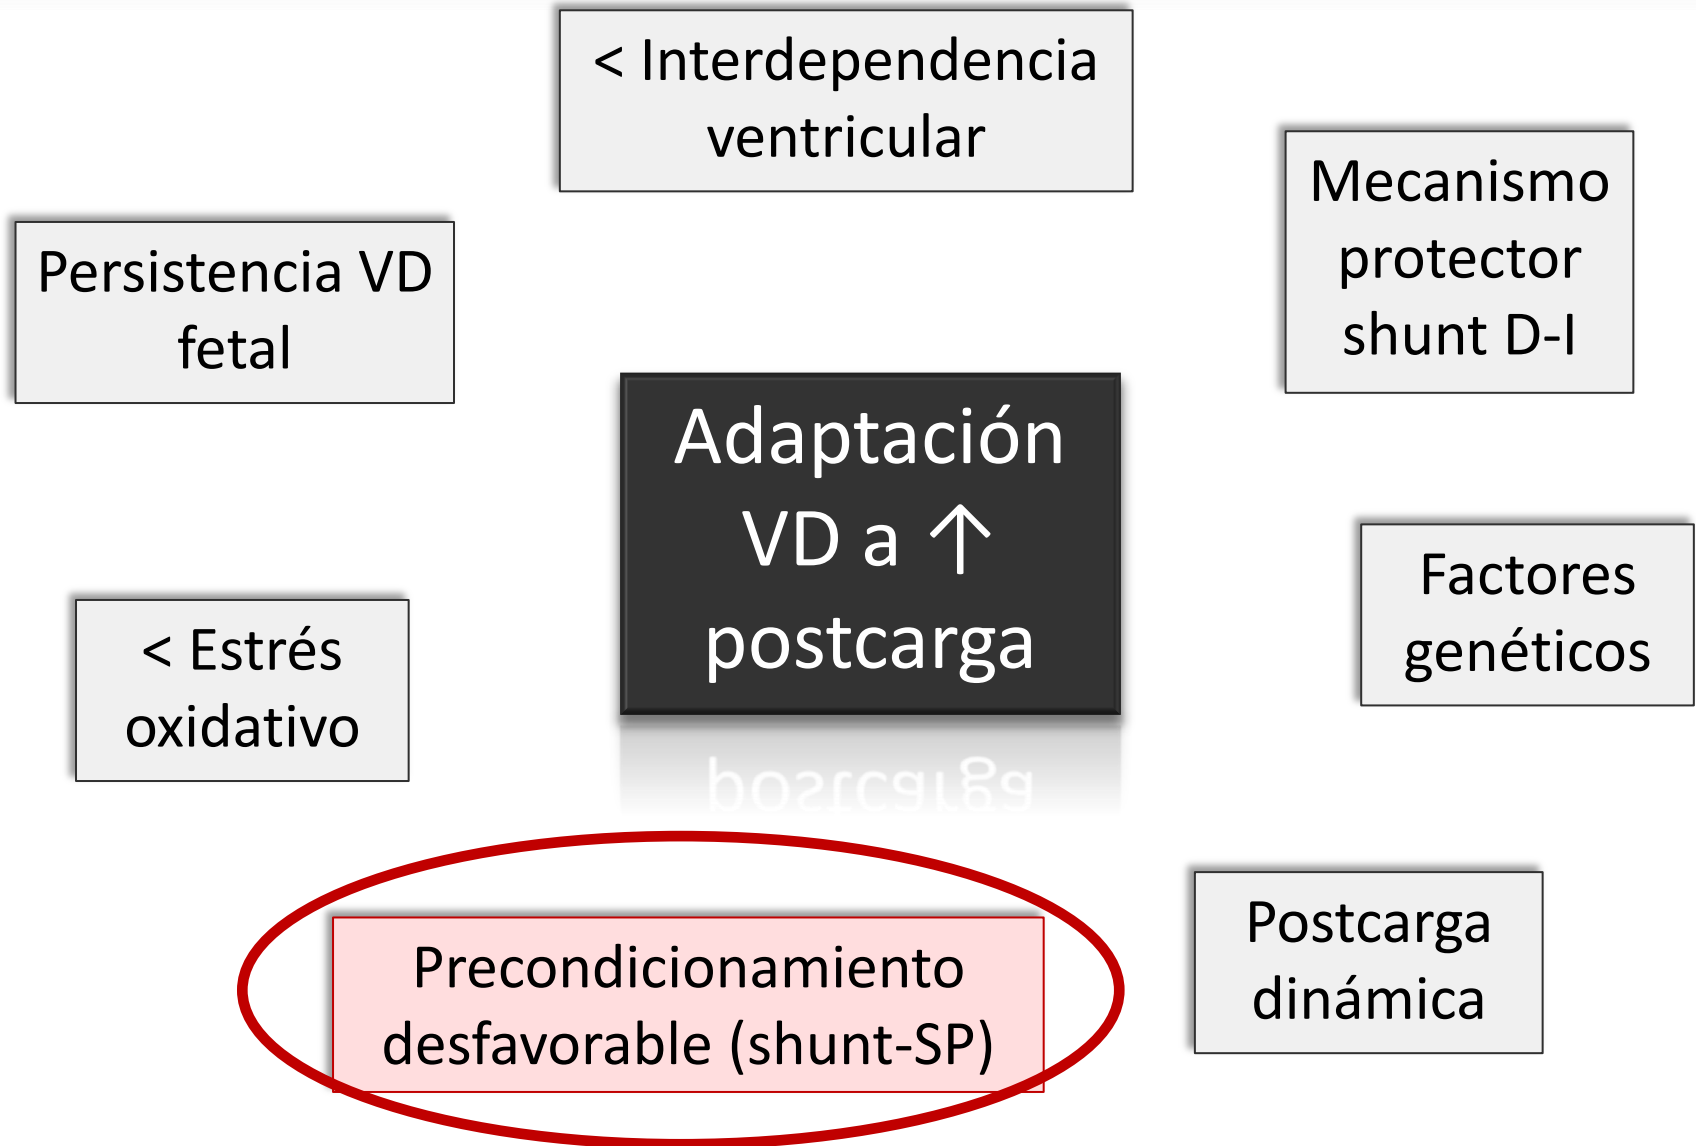 < Interdependencia
ventricular
Mecanismo
protector
shunt D-I
Persistencia VD
fetal
Adaptación
VD a ↑
postcarga
Factores
genéticos
< Estrés
oxidativo
Postcarga
dinámica
Precondicionamiento
desfavorable (shunt-SP)